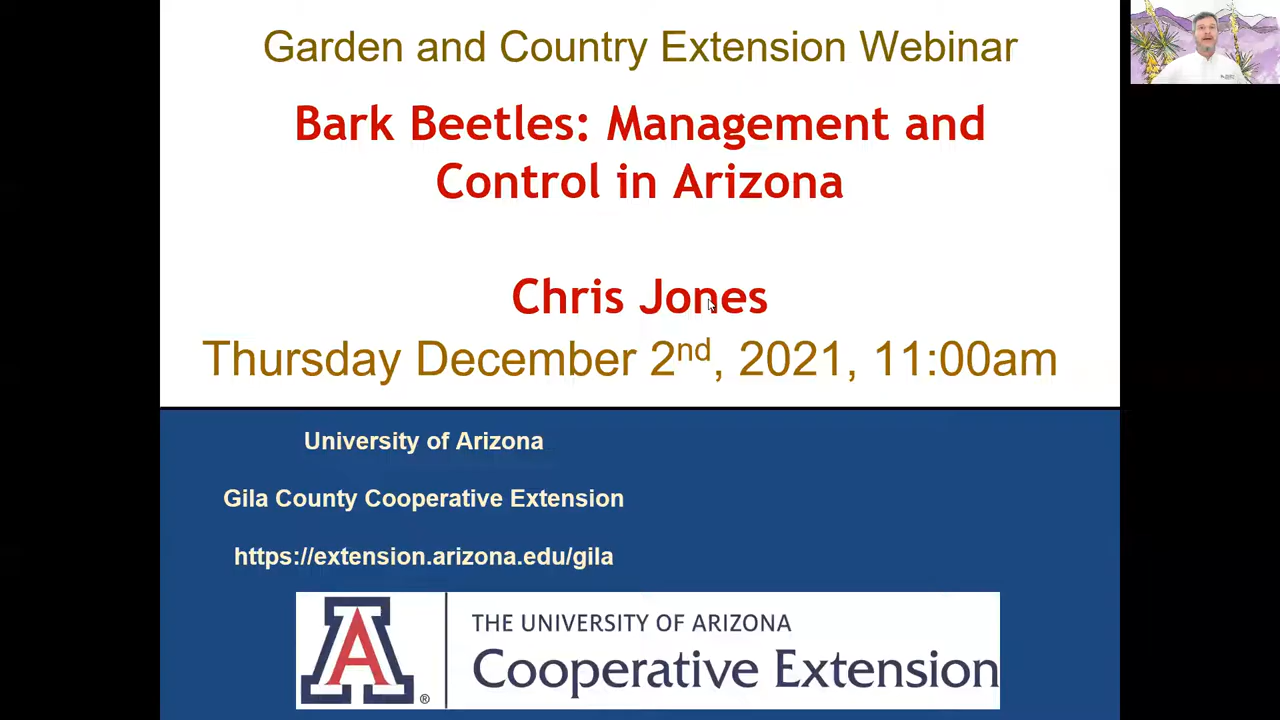 Garden and Country Extension Webinar
Bark Beetles: Management and
Control in Arizona
Chris Jones
Thursday December 2nd, 2021, 11:00am
University of Arizona
Gila County Cooperative Extension
https://extension.arizona.edu/gila
A®
THE UNIVERSITY OF ARIZONA
Cooperative Extension